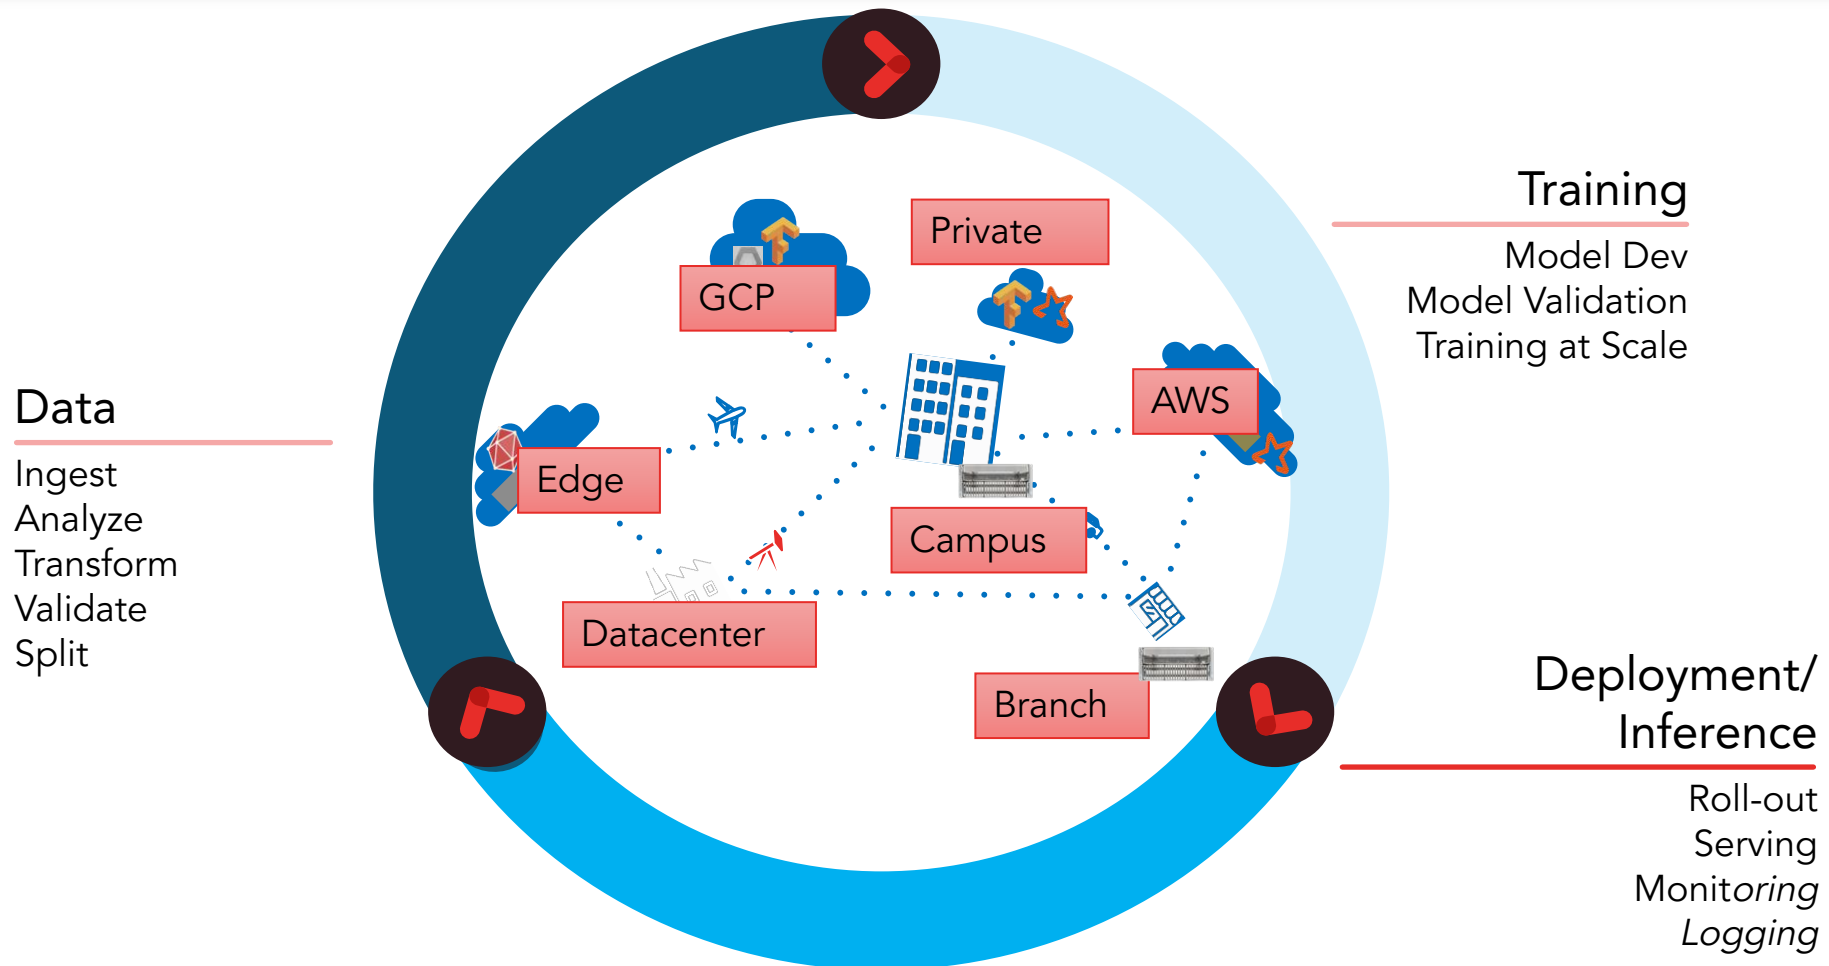 Data
Ingest
Analyze
Transform
Validate
Split
GCP
Private
AWS
Edge
Campus
Datacenter
Branch
Training
Model Dev
Model Validation
Training at Scale
Deployment/
Inference
Roll-out
Serving
Monitoring
Logging